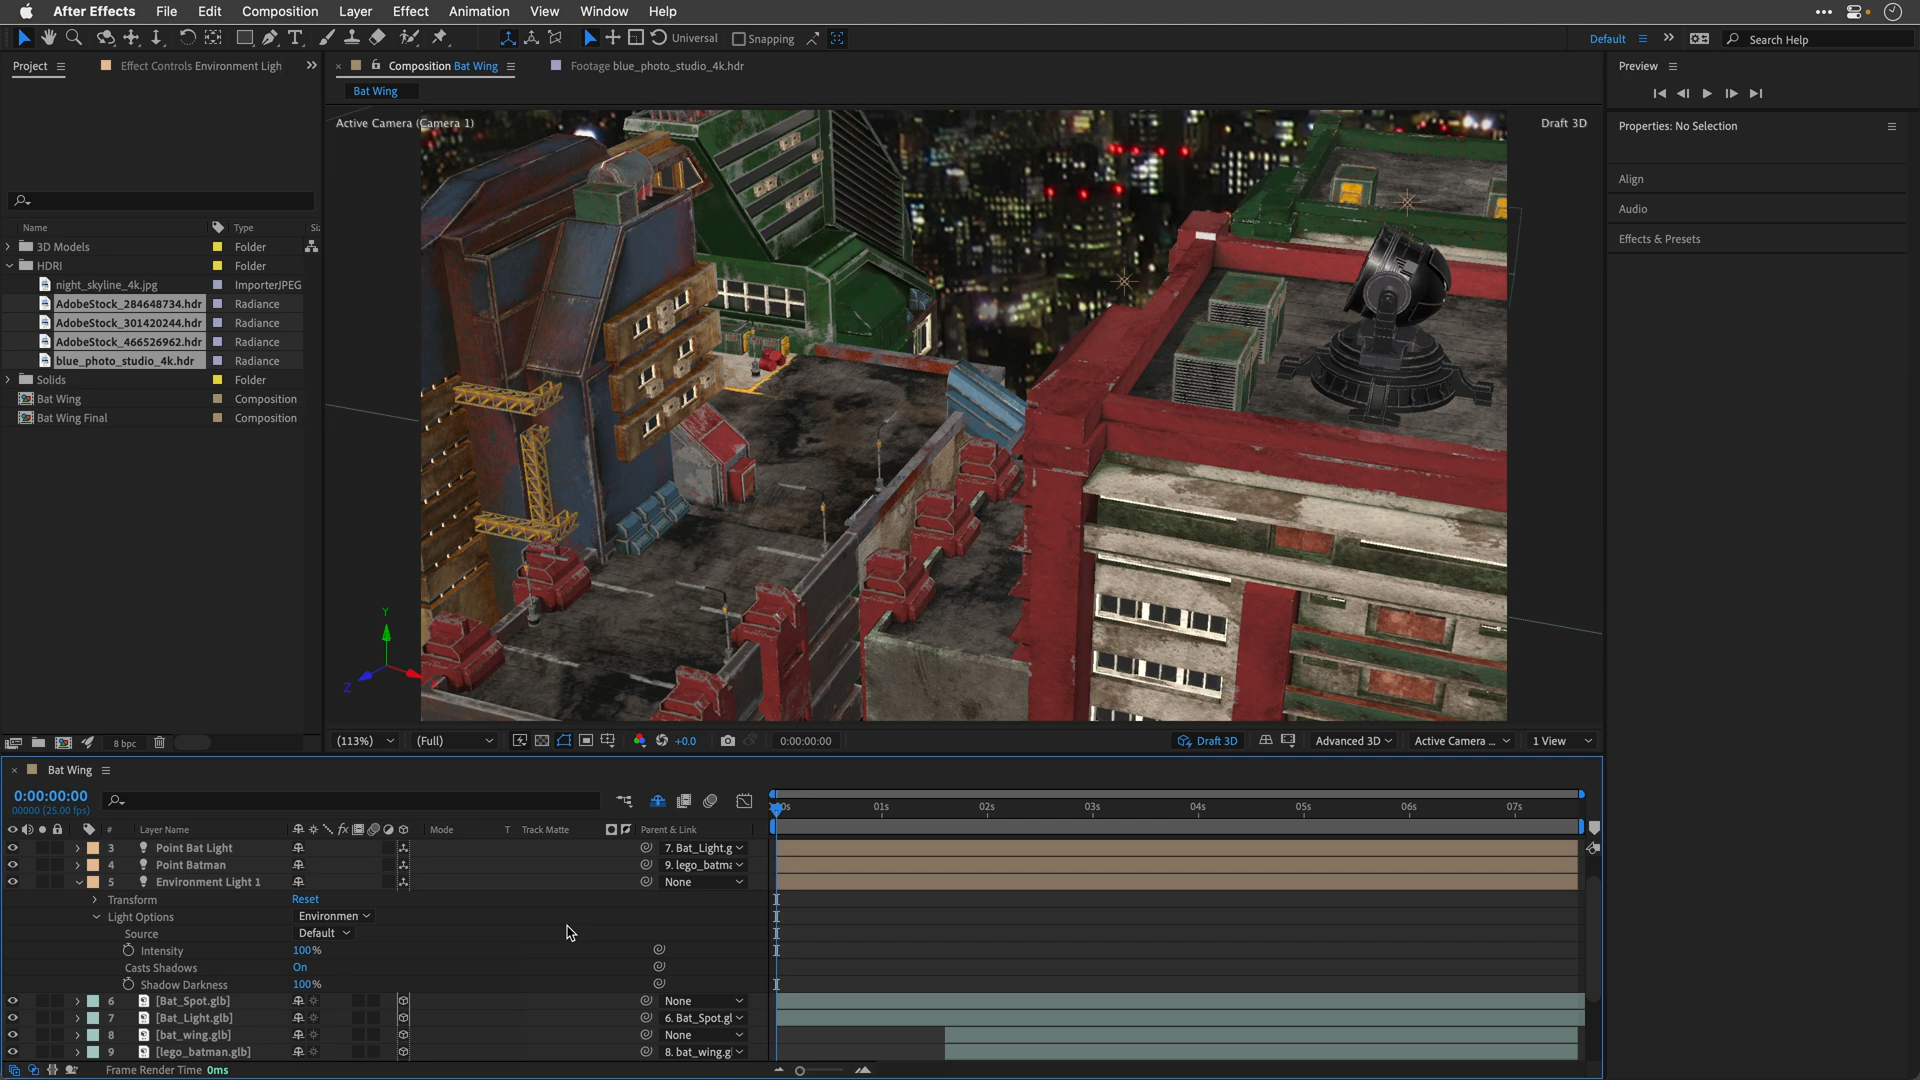 After Effects File Edit Composition Layer Effect Animation View Window Help
Universal Snapping Default Search Help
Project Effect Controls Environment Ligh
Composition Bat Wing Footage blue_photo_studio_4k.hdr
Preview
Bat Wing
Active Camera (Camera 1) Draft 3D
Properties: No Selection
Align
Audio
Effects & Presets
Name Type Si
3D Models Folder
HDRI Folder
night_skyline_4k.jpg ImporterJPEG
AdobeStock_284648734.hdr Radiance
AdobeStock_301420244.hdr Radiance
AdobeStock_466526962.hdr Radiance
blue_photo_studio_4k.hdr Radiance
Solids Folder
Bat Wing Composition
Bat Wing Final Composition
Y
Z
8 bpc
(113%) (Full) +0.0 0:00:00:00 Draft 3D Advanced 3D Active Camera ... 1 View
Bat Wing
0:00:00:00
00000 (25.00 fps)
01s 02s 03s 04s 05s 06s 07s
# Layer Name fx Mode T Track Matte Parent & Link
3 Point Bat Light 7. Bat_Light.g
4 Point Batman 9. lego_batma
5 Environment Light 1 None
Transform Reset
Light Options Environmen
Source Default
Intensity 100%
Casts Shadows On
Shadow Darkness 100%
6 [Bat_Spot.glb] None
7 [Bat_Light.glb] 6. Bat_Spot.gl
8 [bat_wing.glb] None
9 [lego_batman.glb] 8. bat_wing.g
Frame Render Time 0ms